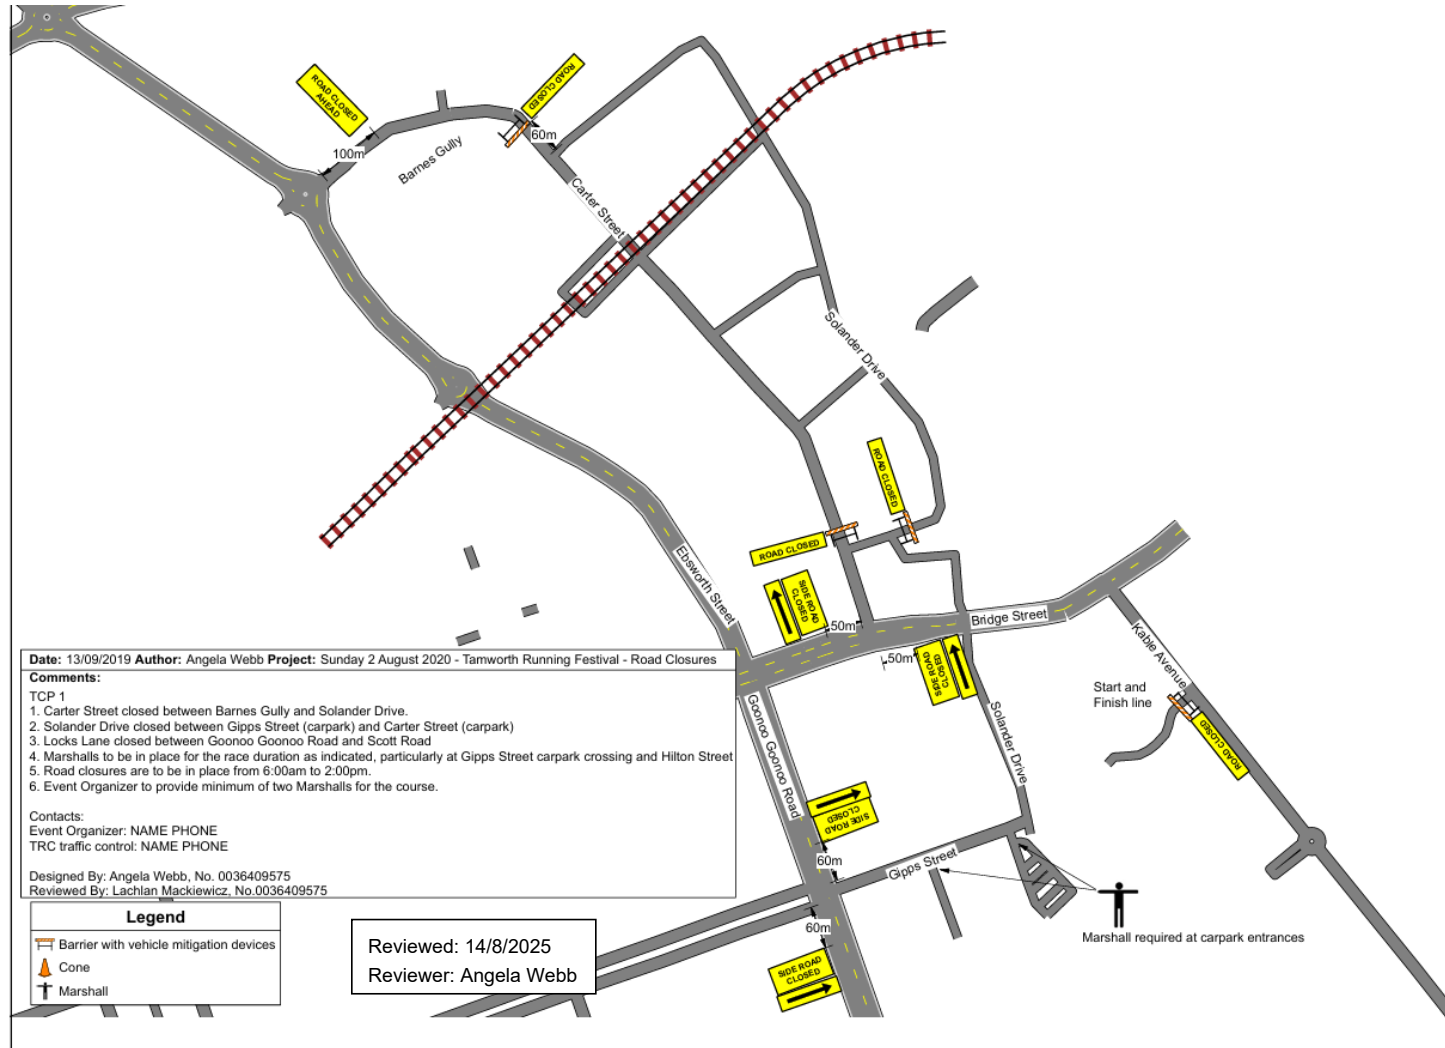 ROAD CLOSED
AHEAD
ROAD CLOSED
100m
60m
Barnes Gully
Carter Street
Solander Drive
ROAD CLOSED
ROAD CLOSED
SIDE ROAD
CLOSED
50m
Ebsworth Street
Bridge Street
50m
SIDE ROAD
CLOSED
Kable Avenue
Start and
Finish line
ROAD CLOSED
Solander Drive
Goonoo Goonoo Road
SIDE ROAD
CLOSED
60m
Gipps Street
60m
SIDE ROAD
CLOSED
Marshall required at carpark entrances
Date: 13/09/2019 Author: Angela Webb Project: Sunday 2 August 2020 - Tamworth Running Festival - Road Closures
Comments:
TCP 1
1. Carter Street closed between Barnes Gully and Solander Drive.
2. Solander Drive closed between Gipps Street (carpark) and Carter Street (carpark)
3. Locks Lane closed between Goonoo Goonoo Road and Scott Road
4. Marshalls to be in place for the race duration as indicated, particularly at Gipps Street carpark crossing and Hilton Street
5. Road closures are to be in place from 6:00am to 2:00pm.
6. Event Organizer to provide minimum of two Marshalls for the course.
Contacts:
Event Organizer: NAME PHONE
TRC traffic control: NAME PHONE
Designed By: Angela Webb, No. 0036409575
Reviewed By: Lachlan Mackiewicz, No.0036409575
Legend
Barrier with vehicle mitigation devices
Cone
Marshall
Reviewed: 14/8/2025
Reviewer: Angela Webb